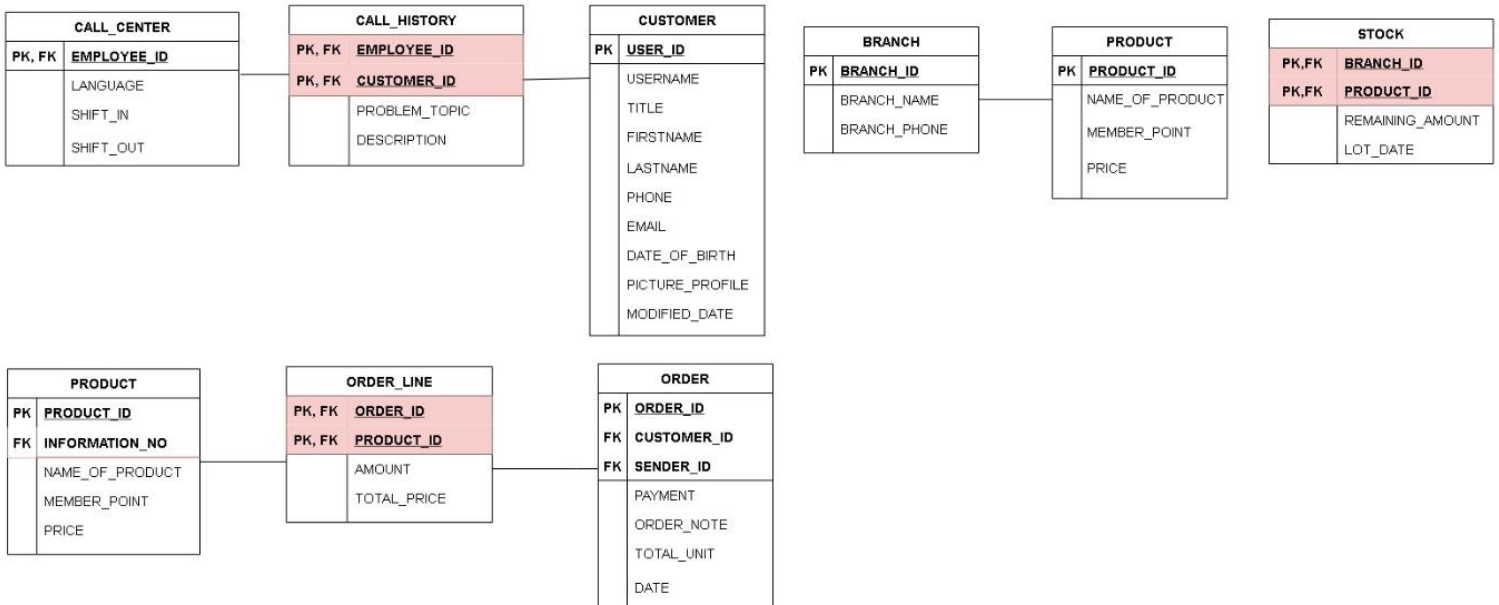 CALL_CENTER
PK, FK EMPLOYEE_ID
LANGUAGE
SHIFT_IN
SHIFT_OUT
CALL_HISTORY
PK, FK EMPLOYEE_ID
PK, FK CUSTOMER_ID
PROBLEM_TOPIC
DESCRIPTION
CUSTOMER
PK USER_ID
USERNAME
TITLE
FIRSTNAME
LASTNAME
PHONE
EMAIL
DATE_OF_BIRTH
PICTURE_PROFILE
MODIFIED_DATE
BRANCH
PK BRANCH_ID
BRANCH_NAME
BRANCH_PHONE
PRODUCT
PK PRODUCT_ID
NAME_OF_PRODUCT
MEMBER_POINT
PRICE
STOCK
PK,FK BRANCH_ID
PK,FK PRODUCT_ID
REMAINING_AMOUNT
LOT_DATE
PRODUCT
PK PRODUCT_ID
FK INFORMATION_NO
NAME_OF_PRODUCT
MEMBER_POINT
PRICE
ORDER_LINE
PK, FK ORDER_ID
PK, FK PRODUCT_ID
AMOUNT
TOTAL_PRICE
ORDER
PK ORDER_ID
FK CUSTOMER_ID
FK SENDER_ID
PAYMENT
ORDER_NOTE
TOTAL_UNIT
DATE